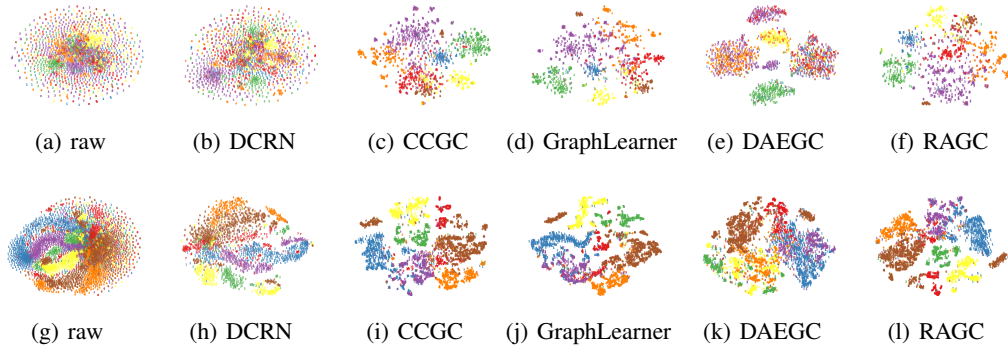 (a) raw (b) DCRN (c) CCGC (d) GraphLearner (e) DAEGC (f) RAGC
(g) raw (h) DCRN (i) CCGC (j) GraphLearner (k) DAEGC (l) RAGC